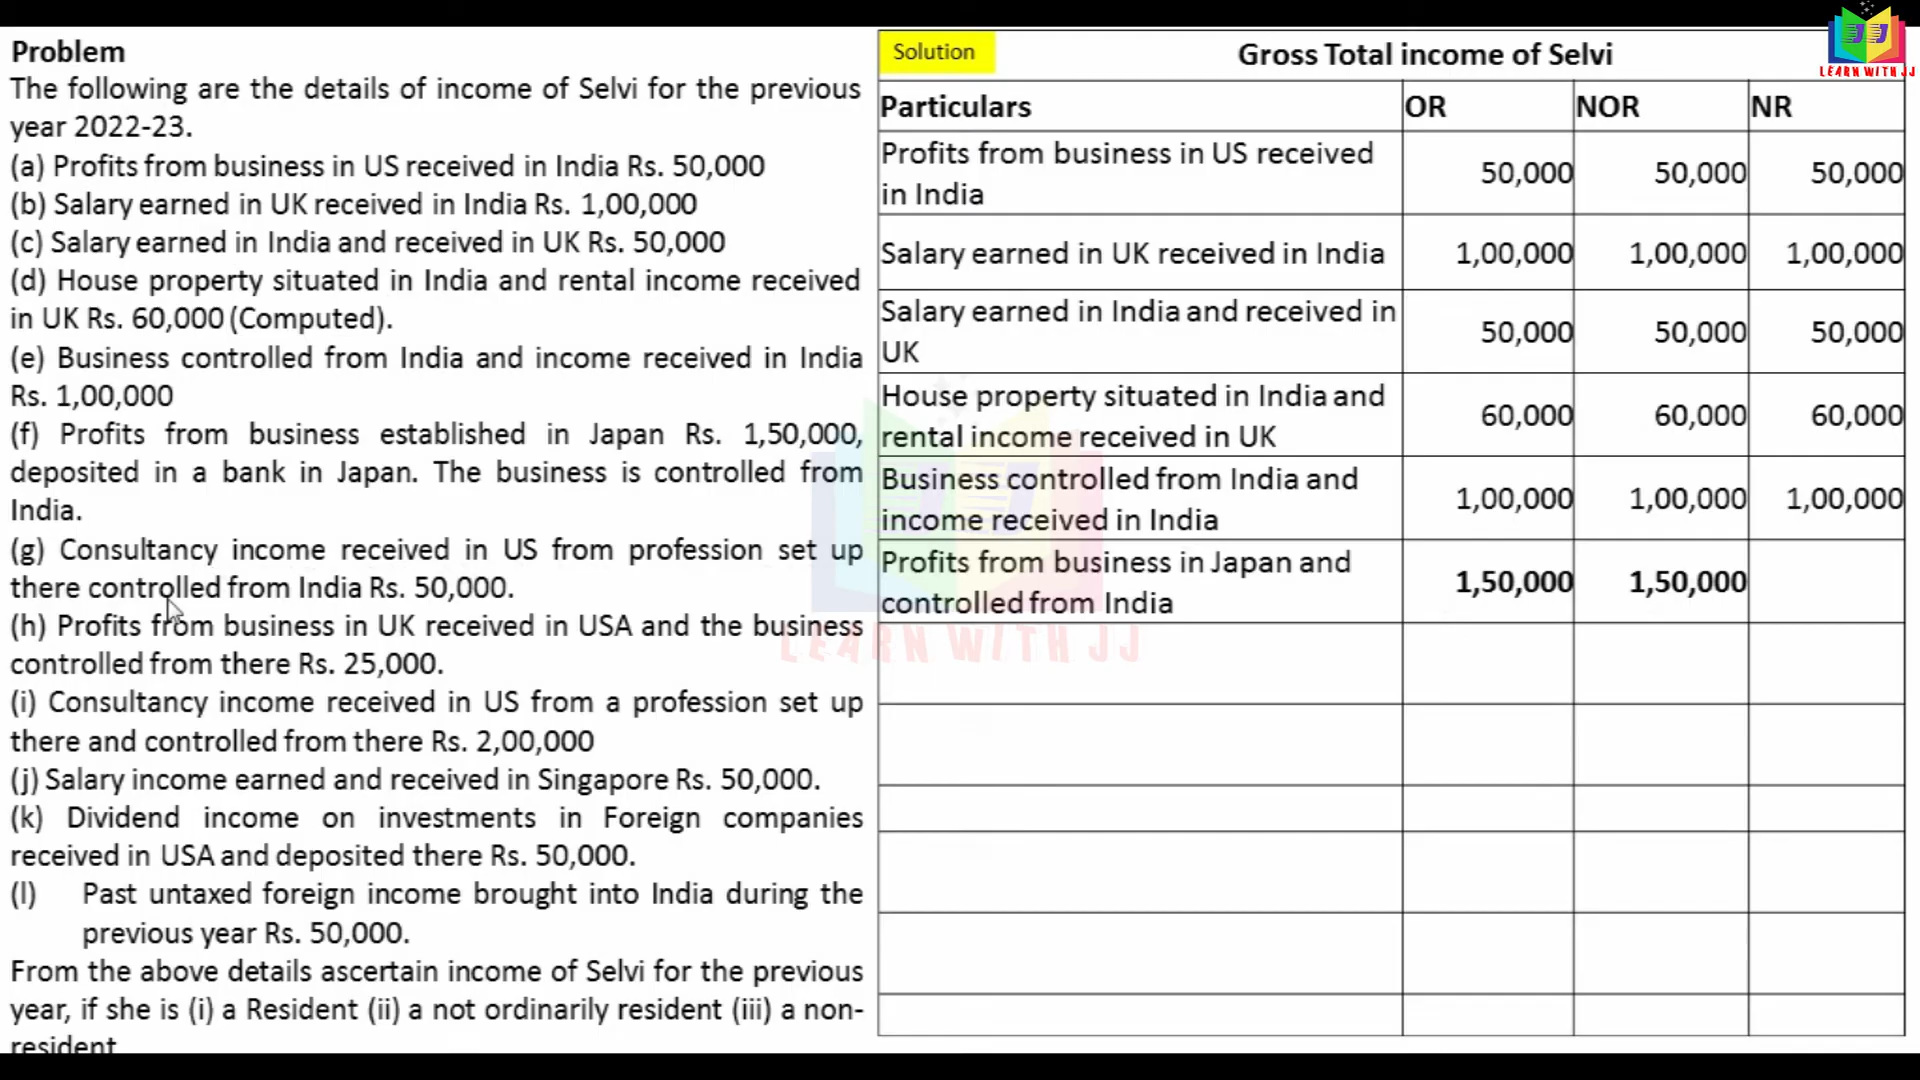 Problem
The following are the details of income of Selvi for the previous
year 2022-23.
(a) Profits from business in US received in India Rs. 50,000
(b) Salary earned in UK received in India Rs. 1,00,000
(c) Salary earned in India and received in UK Rs. 50,000
(d) House property situated in India and rental income received
in UK Rs. 60,000 (Computed).
(e) Business controlled from India and income received in India
Rs. 1,00,000
(f) Profits from business established in Japan Rs. 1,50,000,
deposited in a bank in Japan. The business is controlled from
India.
(g) Consultancy income received in US from profession set up
there controlled from India Rs. 50,000.
(h) Profits from business in UK received in USA and the business
controlled from there Rs. 25,000.
(i) Consultancy income received in US from a profession set up
there and controlled from there Rs. 2,00,000
(j) Salary income earned and received in Singapore Rs. 50,000.
(k) Dividend income on investments in Foreign companies
received in USA and deposited there Rs. 50,000.
(l) Past untaxed foreign income brought into India during the
previous year Rs. 50,000.
From the above details ascertain income of Selvi for the previous
year, if she is (i) a Resident (ii) a not ordinarily resident (iii) a non-
resident
Solution
Gross Total income of Selvi
Particulars OR NOR NR
Profits from business in US received
in India
50,000 50,000 50,000
Salary earned in UK received in India 1,00,000 1,00,000 1,00,000
Salary earned in India and received in
UK
50,000 50,000 50,000
House property situated in India and
rental income received in UK
60,000 60,000 60,000
Business controlled from India and
income received in India
1,00,000 1,00,000 1,00,000
Profits from business in Japan and
controlled from India
1,50,000 1,50,000
JJ
LEARN WITH JJ
JJ
LEARN WITH JJ